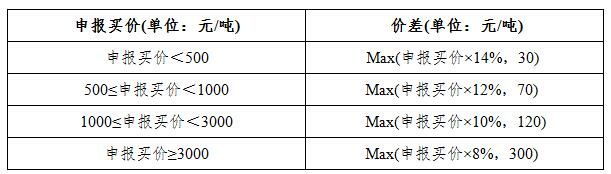 申报买价(单位：元/吨) 价差(单位：元/吨)
申报买价＜500 Max(申报买价×14%，30)
500≤申报买价＜1000 Max(申报买价×12%，70)
1000≤申报买价＜3000 Max(申报买价×10%，120)
申报买价≥3000 Max(申报买价×8%，300)